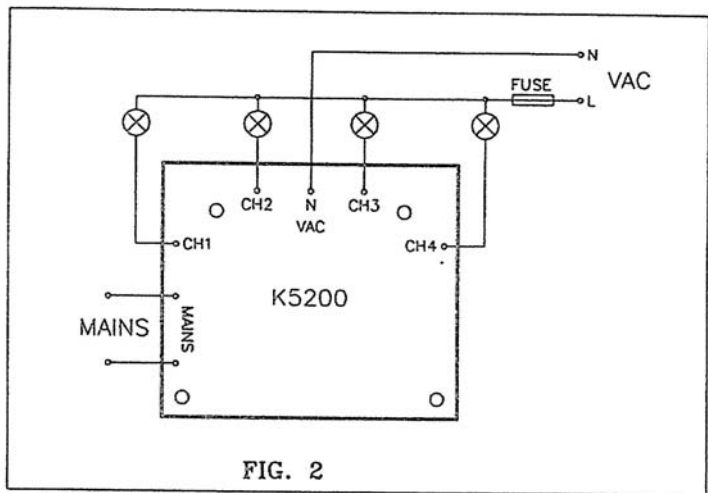 N
FUSE
VAC
L
CH2
N
CH3
VAC
CH1
CH4
K5200
MAINS
MAINS
FIG. 2